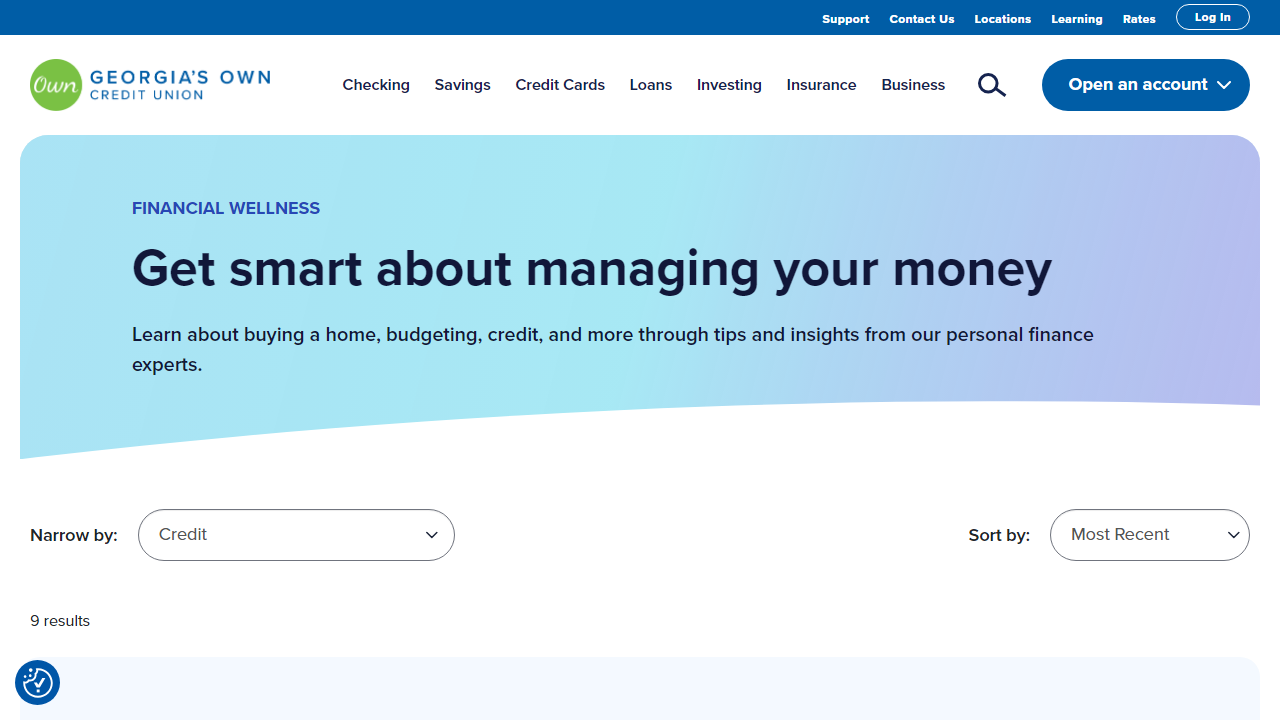 Support Contact Us Locations Learning Rates Log In
Own GEORGIA'S OWN
CREDIT UNION
Checking Savings Credit Cards Loans Investing Insurance Business Open an account
FINANCIAL WELLNESS
Get smart about managing your money
Learn about buying a home, budgeting, credit, and more through tips and insights from our personal finance
experts.
Narrow by: Credit Sort by: Most Recent
9 results